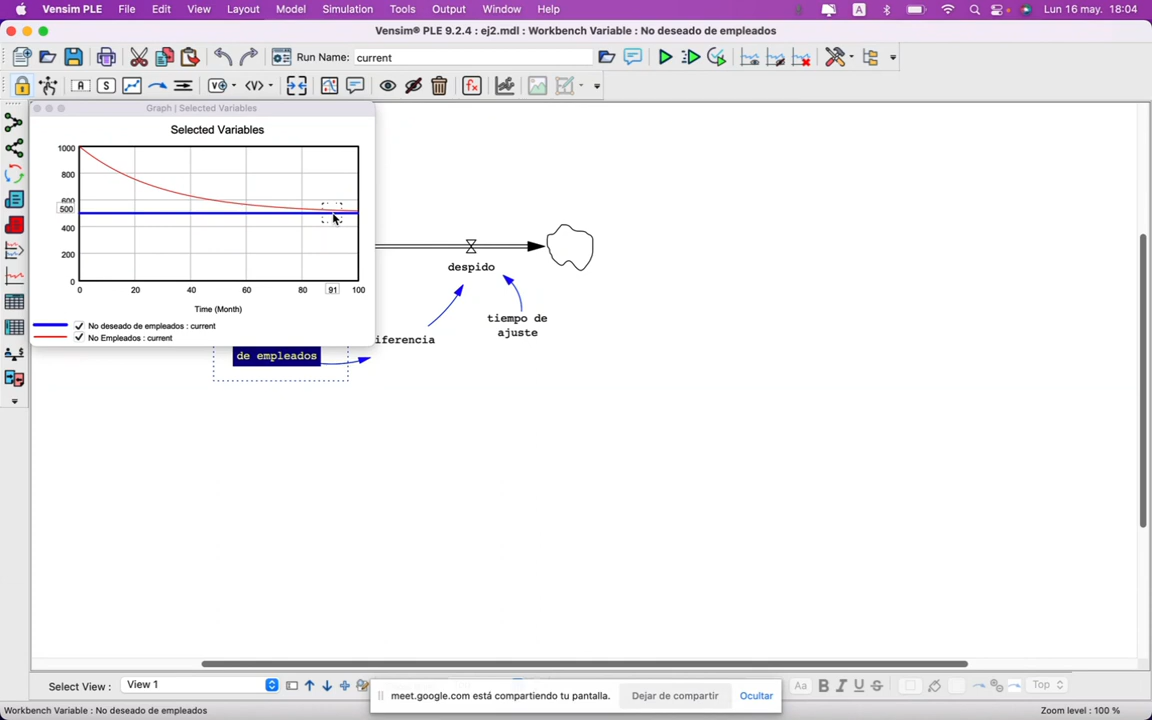 Vensim PLE File Edit View Layout Model Simulation Tools Output Window Help A Lun 16 may. 18:04
Vensim® PLE 9.2.4 : ej2.mdl : Workbench Variable : No deseado de empleados
Run Name: current
A S
Graph | Selected Variables
Selected Variables
1000
800
600
500
400
200
0
0 20 40 60 80 91 100
Time (Month)
No deseado de empleados : current
No Empleados : current
despido
tiempo de
ajuste
iferencia
de empleados
Select View : View 1
meet.google.com está compartiendo tu pantalla. Dejar de compartir Ocultar
Aa B I U S Top
Workbench Variable : No deseado de empleados Zoom level : 100 %